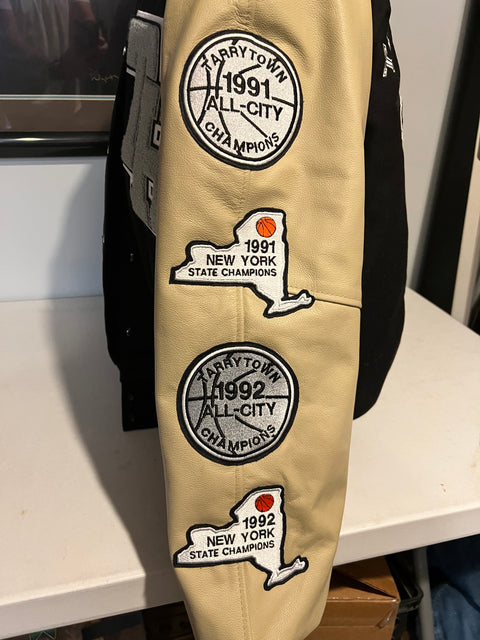 TARRYTOWN
1991
ALL-CITY
CHAMPIONS
1991
NEW YORK
STATE CHAMPIONS
TARRYTOWN
1992
ALL-CITY
CHAMPIONS
1992
NEW YORK
STATE CHAMPIONS